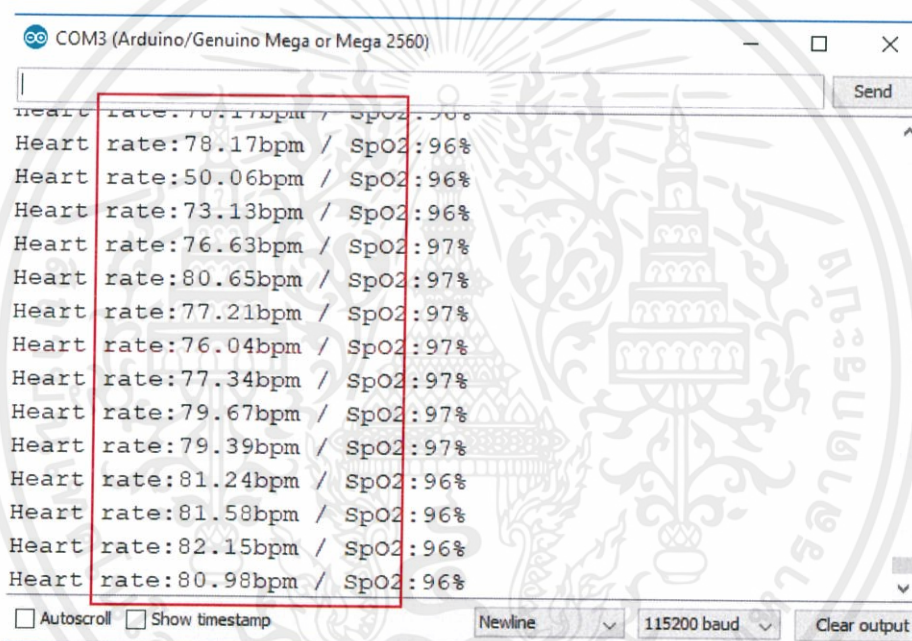 COM3 (Arduino/Genuino Mega or Mega 2560)
Send
Heart rate:78.17bpm / SpO2:96%
Heart rate:50.06bpm / SpO2:96%
Heart rate:73.13bpm / SpO2:96%
Heart rate:76.63bpm / SpO2:97%
Heart rate:80.65bpm / SpO2:97%
Heart rate:77.21bpm / SpO2:97%
Heart rate:76.04bpm / SpO2:97%
Heart rate:77.34bpm / SpO2:97%
Heart rate:79.67bpm / SpO2:97%
Heart rate:79.39bpm / SpO2:97%
Heart rate:81.24bpm / SpO2:96%
Heart rate:81.58bpm / SpO2:96%
Heart rate:82.15bpm / SpO2:96%
Heart rate:80.98bpm / SpO2:96%
Autoscroll Show timestamp Newline 115200 baud Clear output